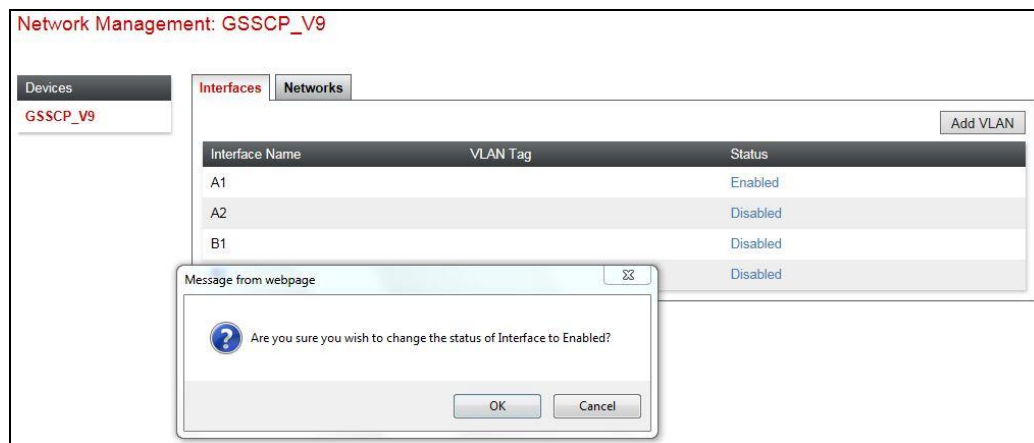 Network Management: GSSCP_V9
Devices
GSSCP_V9
Interfaces Networks
Add VLAN
Interface Name VLAN Tag Status
A1 Enabled
A2 Disabled
B1 Disabled
Disabled
Message from webpage
Are you sure you wish to change the status of Interface to Enabled?
OK Cancel